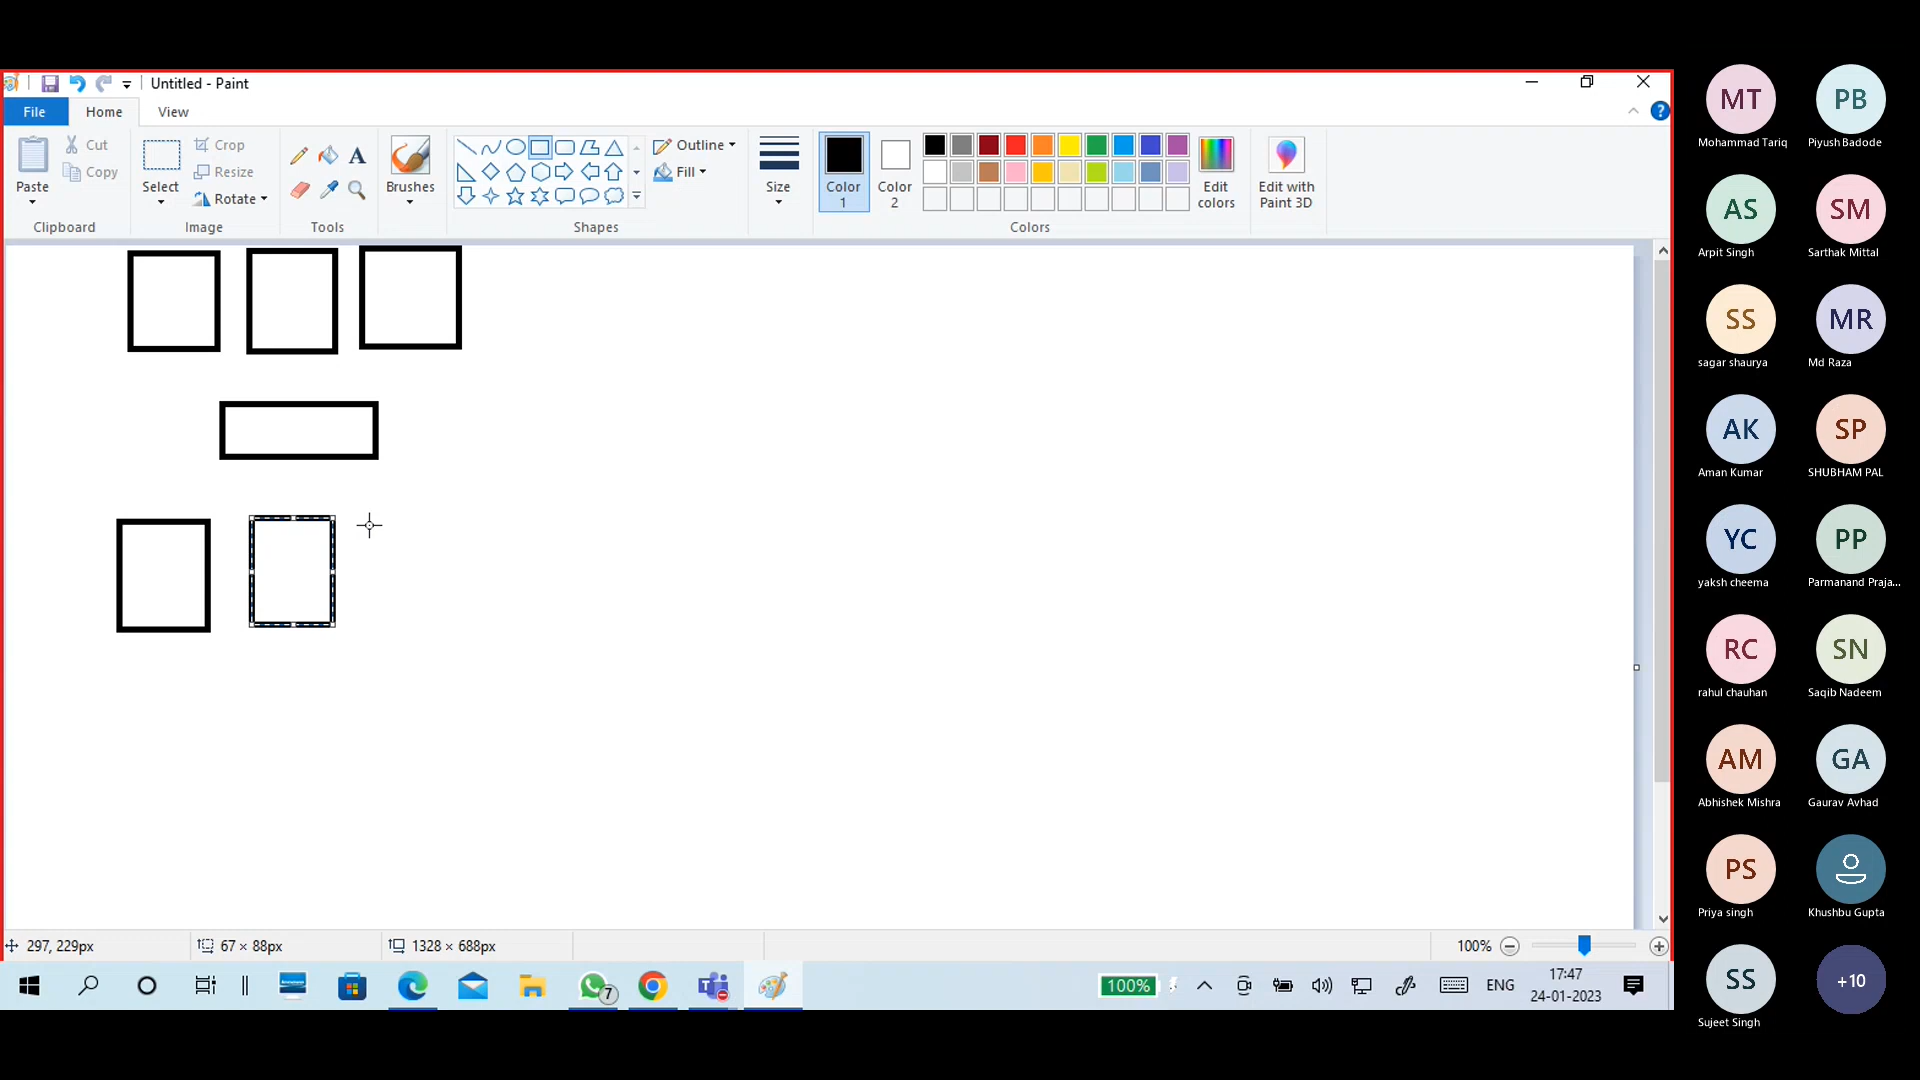 Untitled - Paint
File Home View
Paste
Cut
Copy
Clipboard
Select
Crop
Resize
Rotate
Image
A
Tools
Brushes
Outline
Fill
Shapes
Size
Color 1
Color 2
Edit colors
Colors
Edit with Paint 3D
297, 229px
67 × 88px
1328 × 688px
100%
7
100%
ENG
17:47
24-01-2023
MT
Mohammad Tariq
PB
Piyush Badode
AS
Arpit Singh
SM
Sarthak Mittal
SS
sagar shaurya
MR
Md Raza
AK
Aman Kumar
SP
SHUBHAM PAL
YC
yaksh cheema
PP
Parmanand Praja...
RC
rahul chauhan
SN
Saqib Nadeem
AM
Abhishek Mishra
GA
Gaurav Avhad
PS
Priya singh
Khushbu Gupta
SS
Sujeet Singh
+10